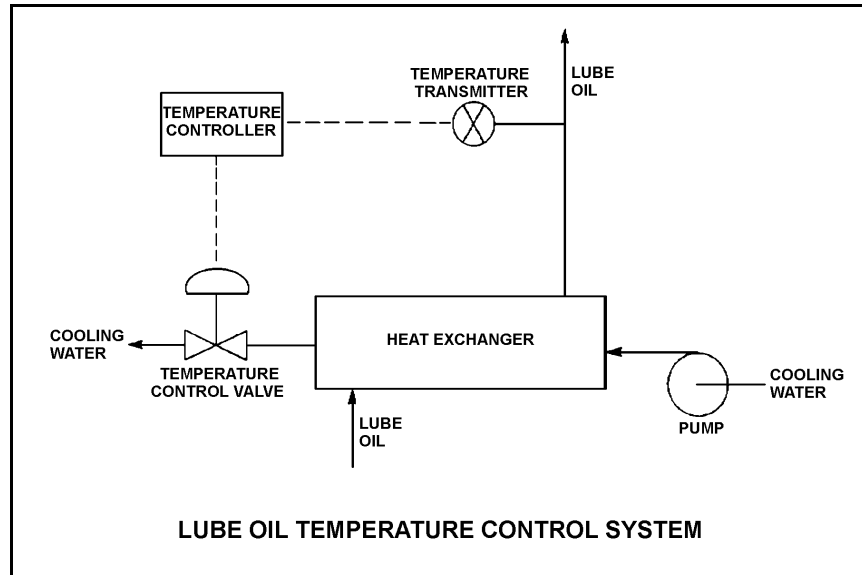 TEMPERATURE
TRANSMITTER
LUBE
OIL
TEMPERATURE
CONTROLLER
HEAT EXCHANGER
COOLING
WATER
TEMPERATURE
CONTROL VALVE
COOLING
WATER
PUMP
LUBE
OIL
LUBE OIL TEMPERATURE CONTROL SYSTEM